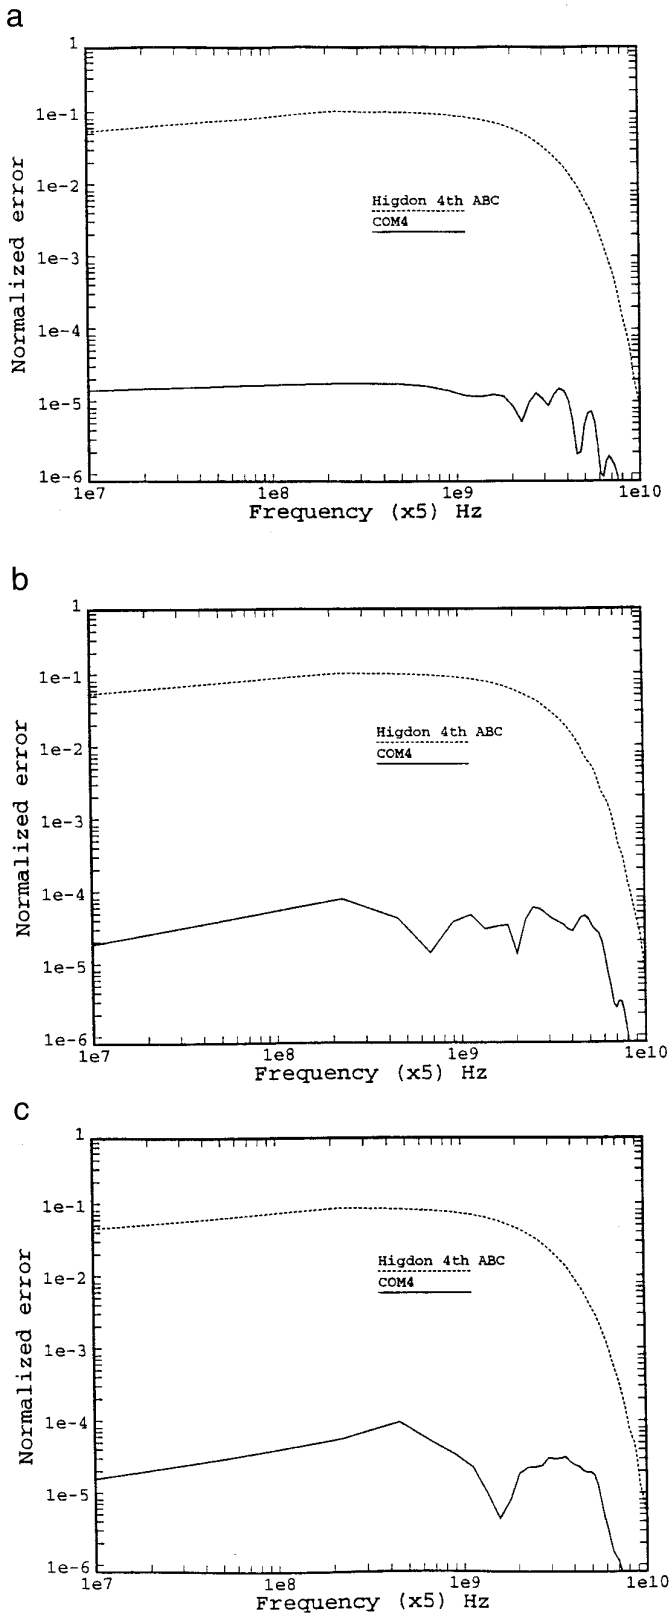 a
1
1e-1
1e-2
1e-3
1e-4
1e-5
1e-6
Normalized error
Higdon 4th ABC
COM4
1e7 1e8 1e9 1e10
Frequency (x5) Hz
b
1
1e-1
1e-2
1e-3
1e-4
1e-5
1e-6
Normalized error
Higdon 4th ABC
COM4
1e7 1e8 1e9 1e10
Frequency (x5) Hz
c
1
1e-1
1e-2
1e-3
1e-4
1e-5
1e-6
Normalized error
Higdon 4th ABC
COM4
1e7 1e8 1e9 1e10
Frequency (x5) Hz